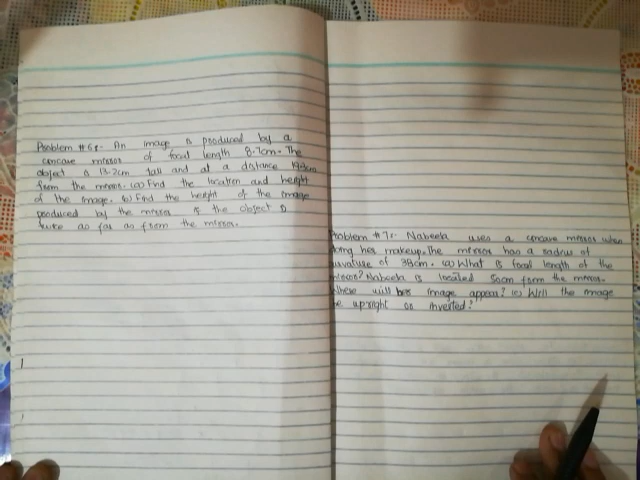 Problem #6:- An image is produced by a
concave mirror of focal length 8.7cm. The
object is 13.2cm tall and at a distance 19.3cm
from the mirror. (a) Find the location and height
of the image. (b) Find the height of the image
produced by the mirror if the object is
twice as far as from the mirror.
Problem #7:- Nabeela uses a concave mirror when
doing her makeup. The mirror has a radius of
curvature of 38cm. (a) What is focal length of the
mirror? Nabeela is located 50cm form the mirror.
Where will her image appear? (c) Will the image
be upright or inverted?